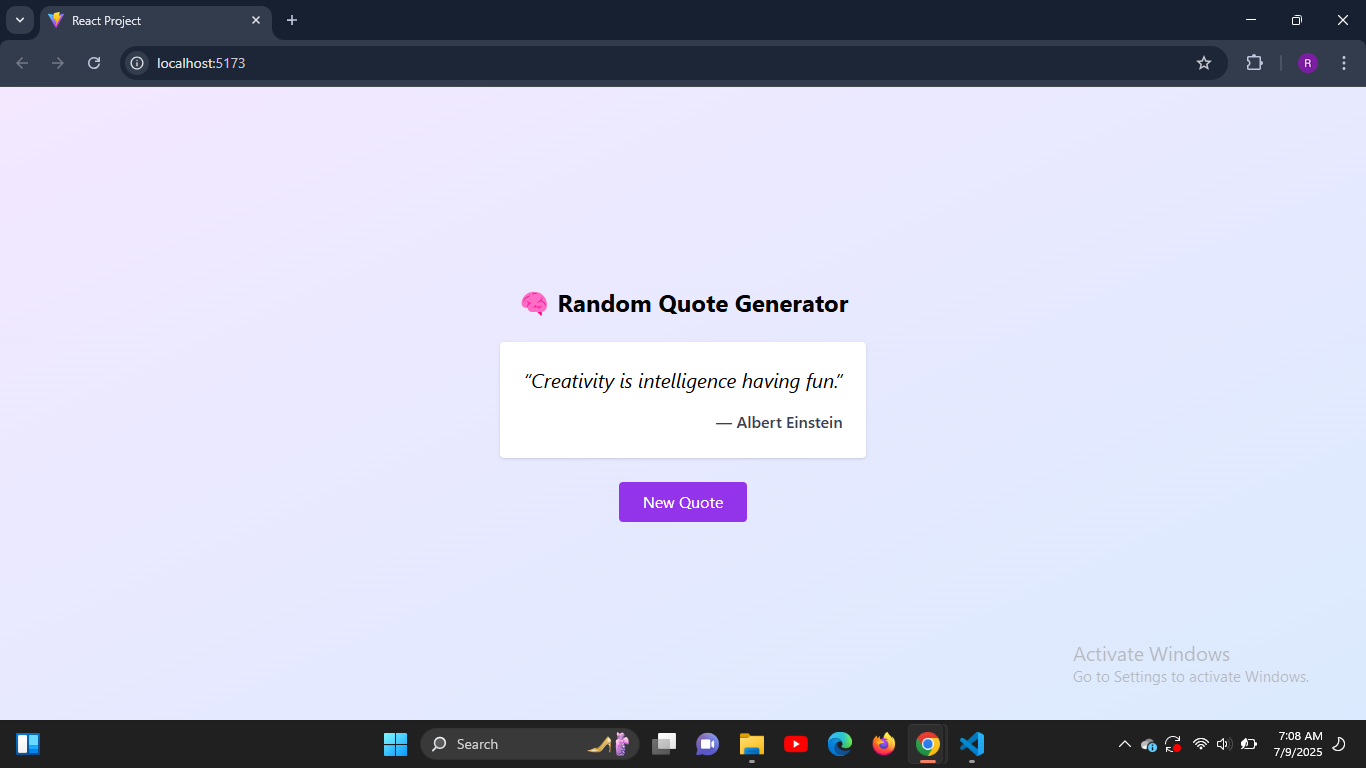 React Project
localhost:5173
R
🧠 Random Quote Generator
“Creativity is intelligence having fun.”
— Albert Einstein
New Quote
Activate Windows
Go to Settings to activate Windows.
Search
7:08 AM
7/9/2025